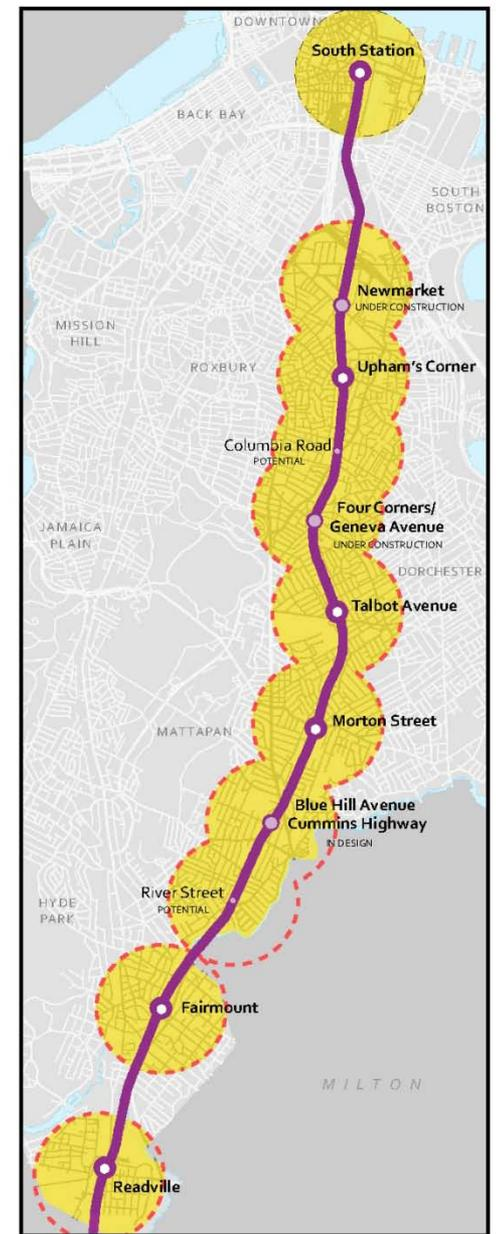 DOWNTOWN
South Station
BACK BAY
SOUTH
BOSTON
Newmarket
UNDER CONSTRUCTION
MISSION
HILL
ROXBURY
Upham's Corner
Columbia Road
POTENTIAL
Four Corners/
Geneva Avenue
UNDER CONSTRUCTION
JAMAICA
PLAIN
DORCHESTER
Talbot Avenue
Morton Street
MATTAPAN
Blue Hill Avenue
Cummins Highway
IN DESIGN
River Street
POTENTIAL
HYDE
PARK
Fairmount
MILTON
Readville